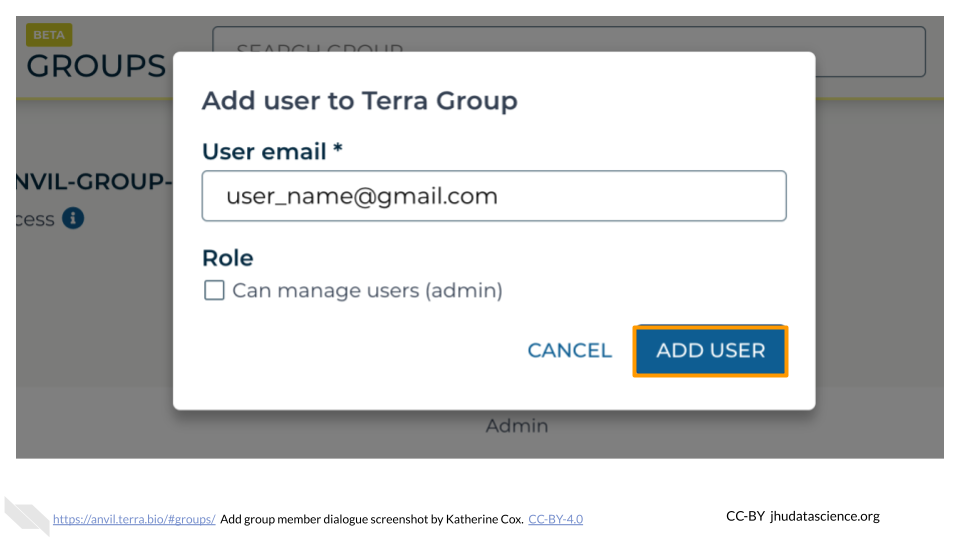 BETA
GROUPS
SEARCH GROUP
Add user to Terra Group
User email *
NVIL-GROUP-
user_name@gmail.com
cess i
Role
Can manage users (admin)
CANCEL ADD USER
Admin
https://anvil.terra.bio/#groups/ Add group member dialogue screenshot by Katherine Cox. CC-BY-4.0
CC-BY jhudatascience.org